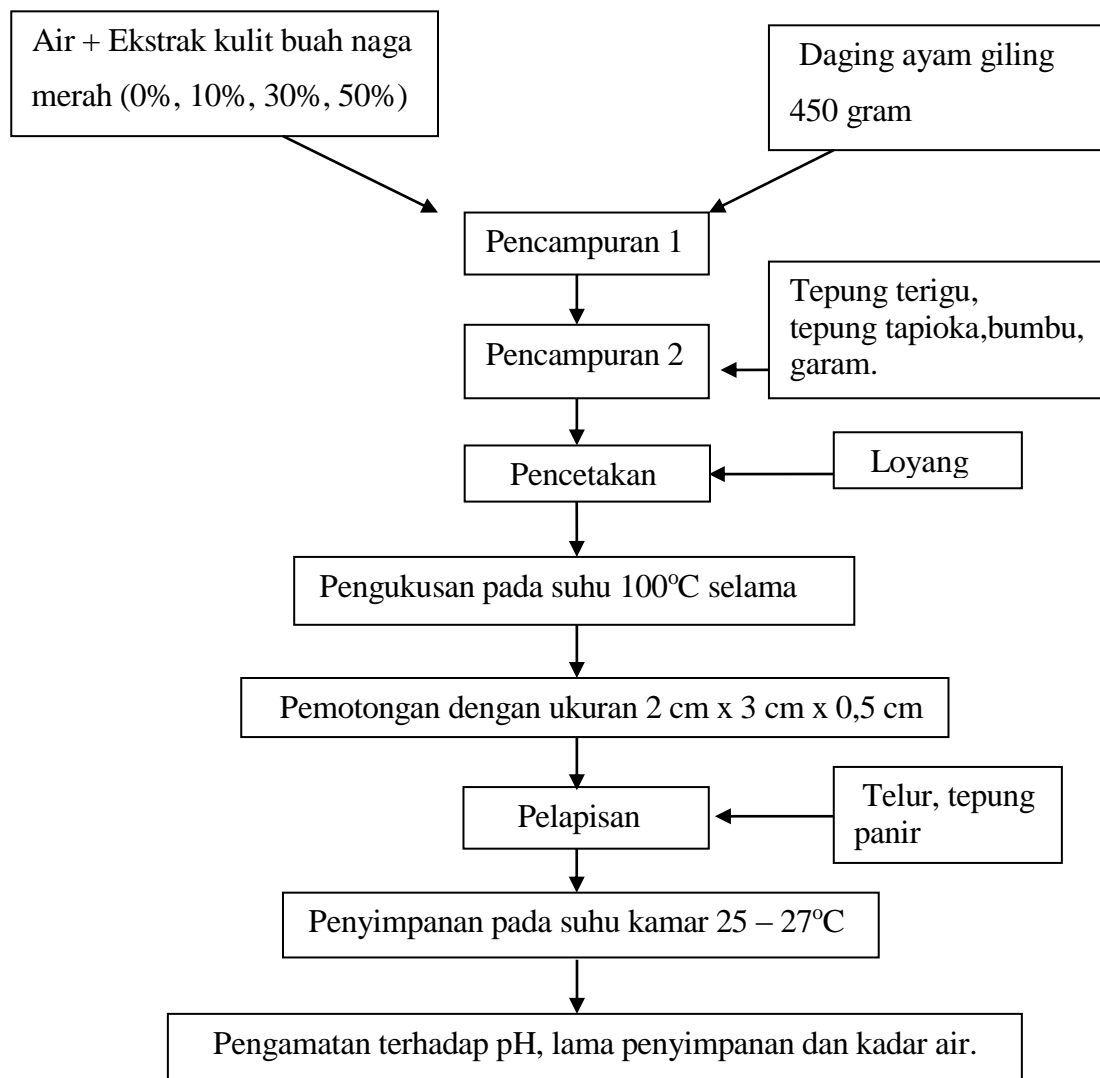 Air + Ekstrak kulit buah naga
merah (0%, 10%, 30%, 50%)
Daging ayam giling
450 gram
Pencampuran 1
Tepung terigu,
tepung tapioka,bumbu,
garam.
Pencampuran 2
Pencetakan
Loyang
Pengukusan pada suhu 100°C selama
Pemotongan dengan ukuran 2 cm x 3 cm x 0,5 cm
Pelapisan
Telur, tepung
panir
Penyimpanan pada suhu kamar 25 – 27°C
Pengamatan terhadap pH, lama penyimpanan dan kadar air.